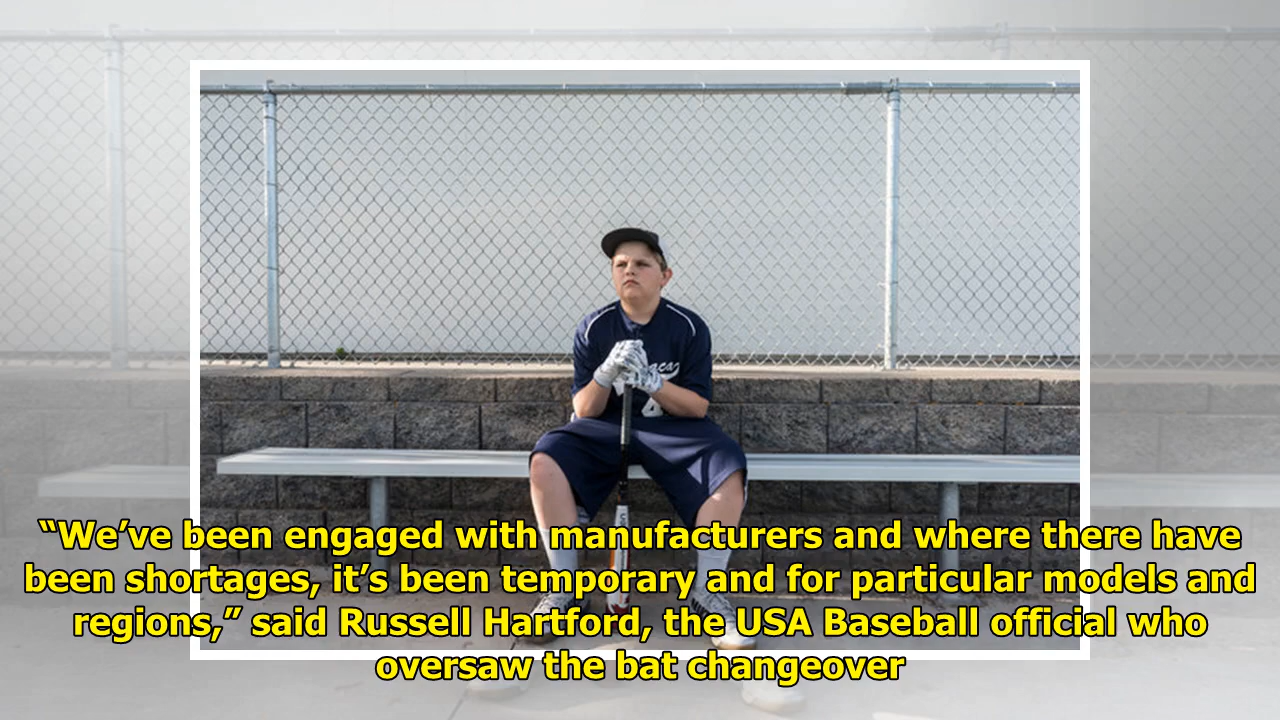 “We’ve been engaged with manufacturers and where there have
been shortages, it’s been temporary and for particular models and
regions,” said Russell Hartford, the USA Baseball official who
oversaw the bat changeover
4